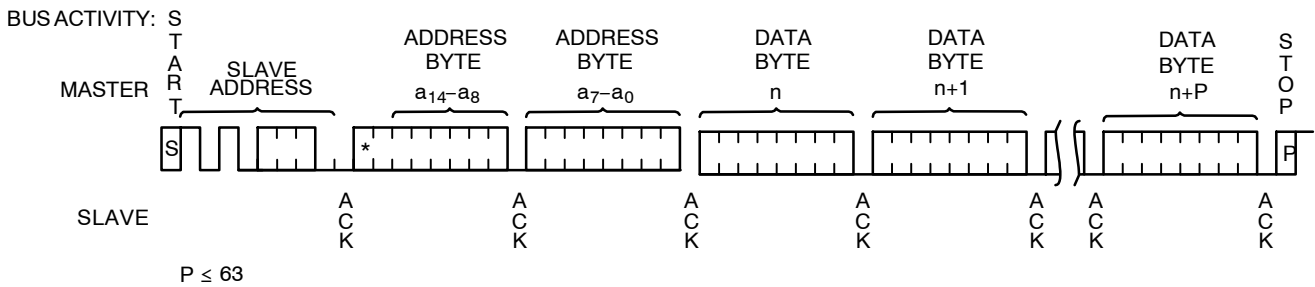 BUS ACTIVITY:
MASTER
START
SLAVE
ADDRESS
ADDRESS
BYTE
a14–a8
ADDRESS
BYTE
a7–a0
DATA
BYTE
n
DATA
BYTE
n+1
DATA
BYTE
n+P
STOP
S
*
P
SLAVE
ACK
ACK
ACK
ACK
ACK
ACK
ACK
P ≤ 63